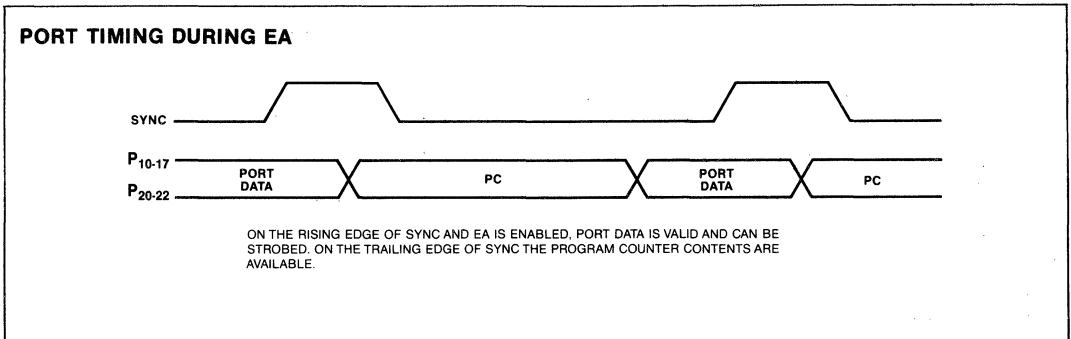 PORT TIMING DURING EA
SYNC
P10-17
P20-22
PORT
DATA
PC
PORT
DATA
PC
ON THE RISING EDGE OF SYNC AND EA IS ENABLED, PORT DATA IS VALID AND CAN BE
STROBED. ON THE TRAILING EDGE OF SYNC THE PROGRAM COUNTER CONTENTS ARE
AVAILABLE.